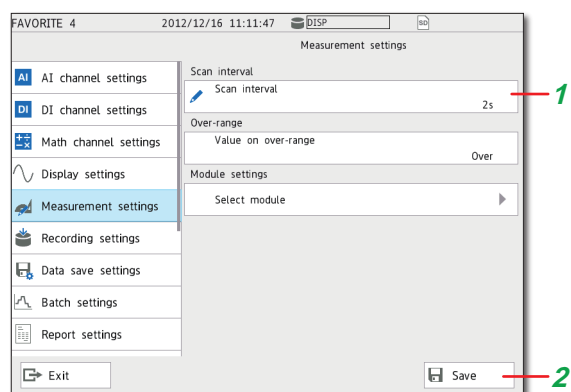 FAVORITE 4 2012/12/16 11:11:47 DISP SD
Measurement settings
AI AI channel settings
DI DI channel settings
Math channel settings
Display settings
Measurement settings
Recording settings
Data save settings
Batch settings
Report settings
Scan interval
Scan interval
2s
1
Over-range
Value on over-range
Over
Module settings
Select module
Exit
Save
2